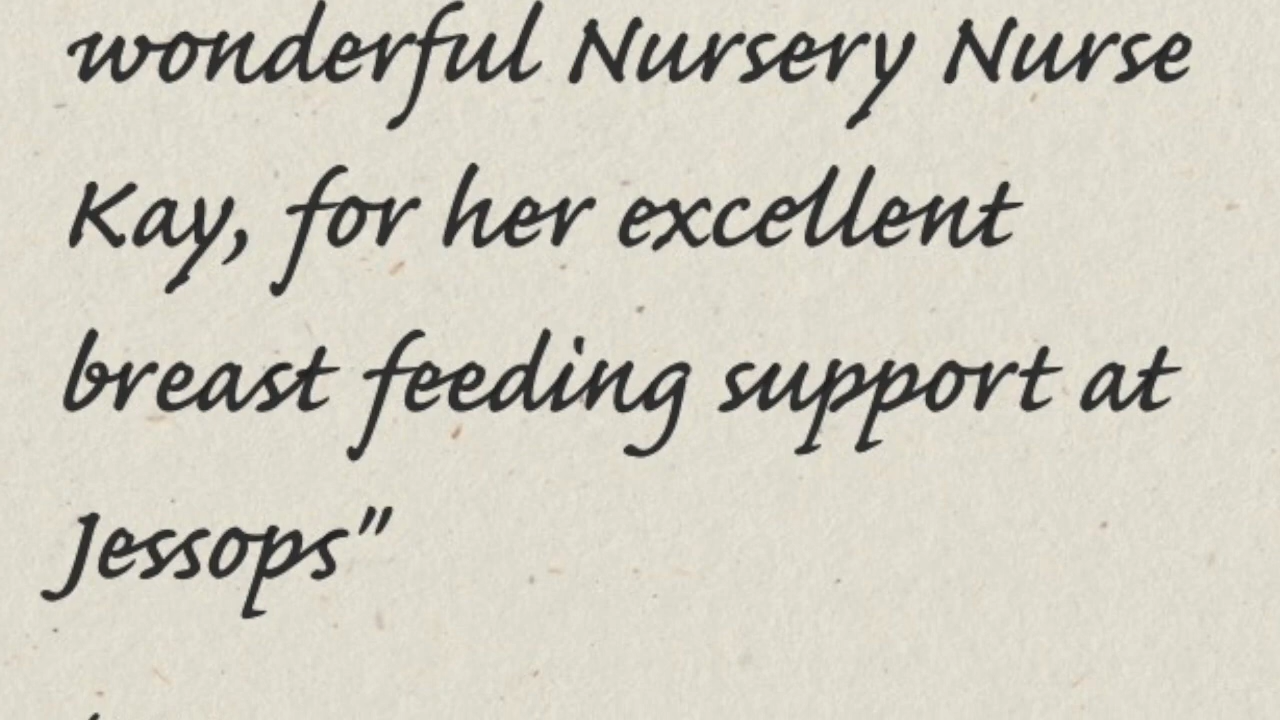 wonderful Nursery Nurse
Kay, for her excellent
breast feeding support at
Jessops"